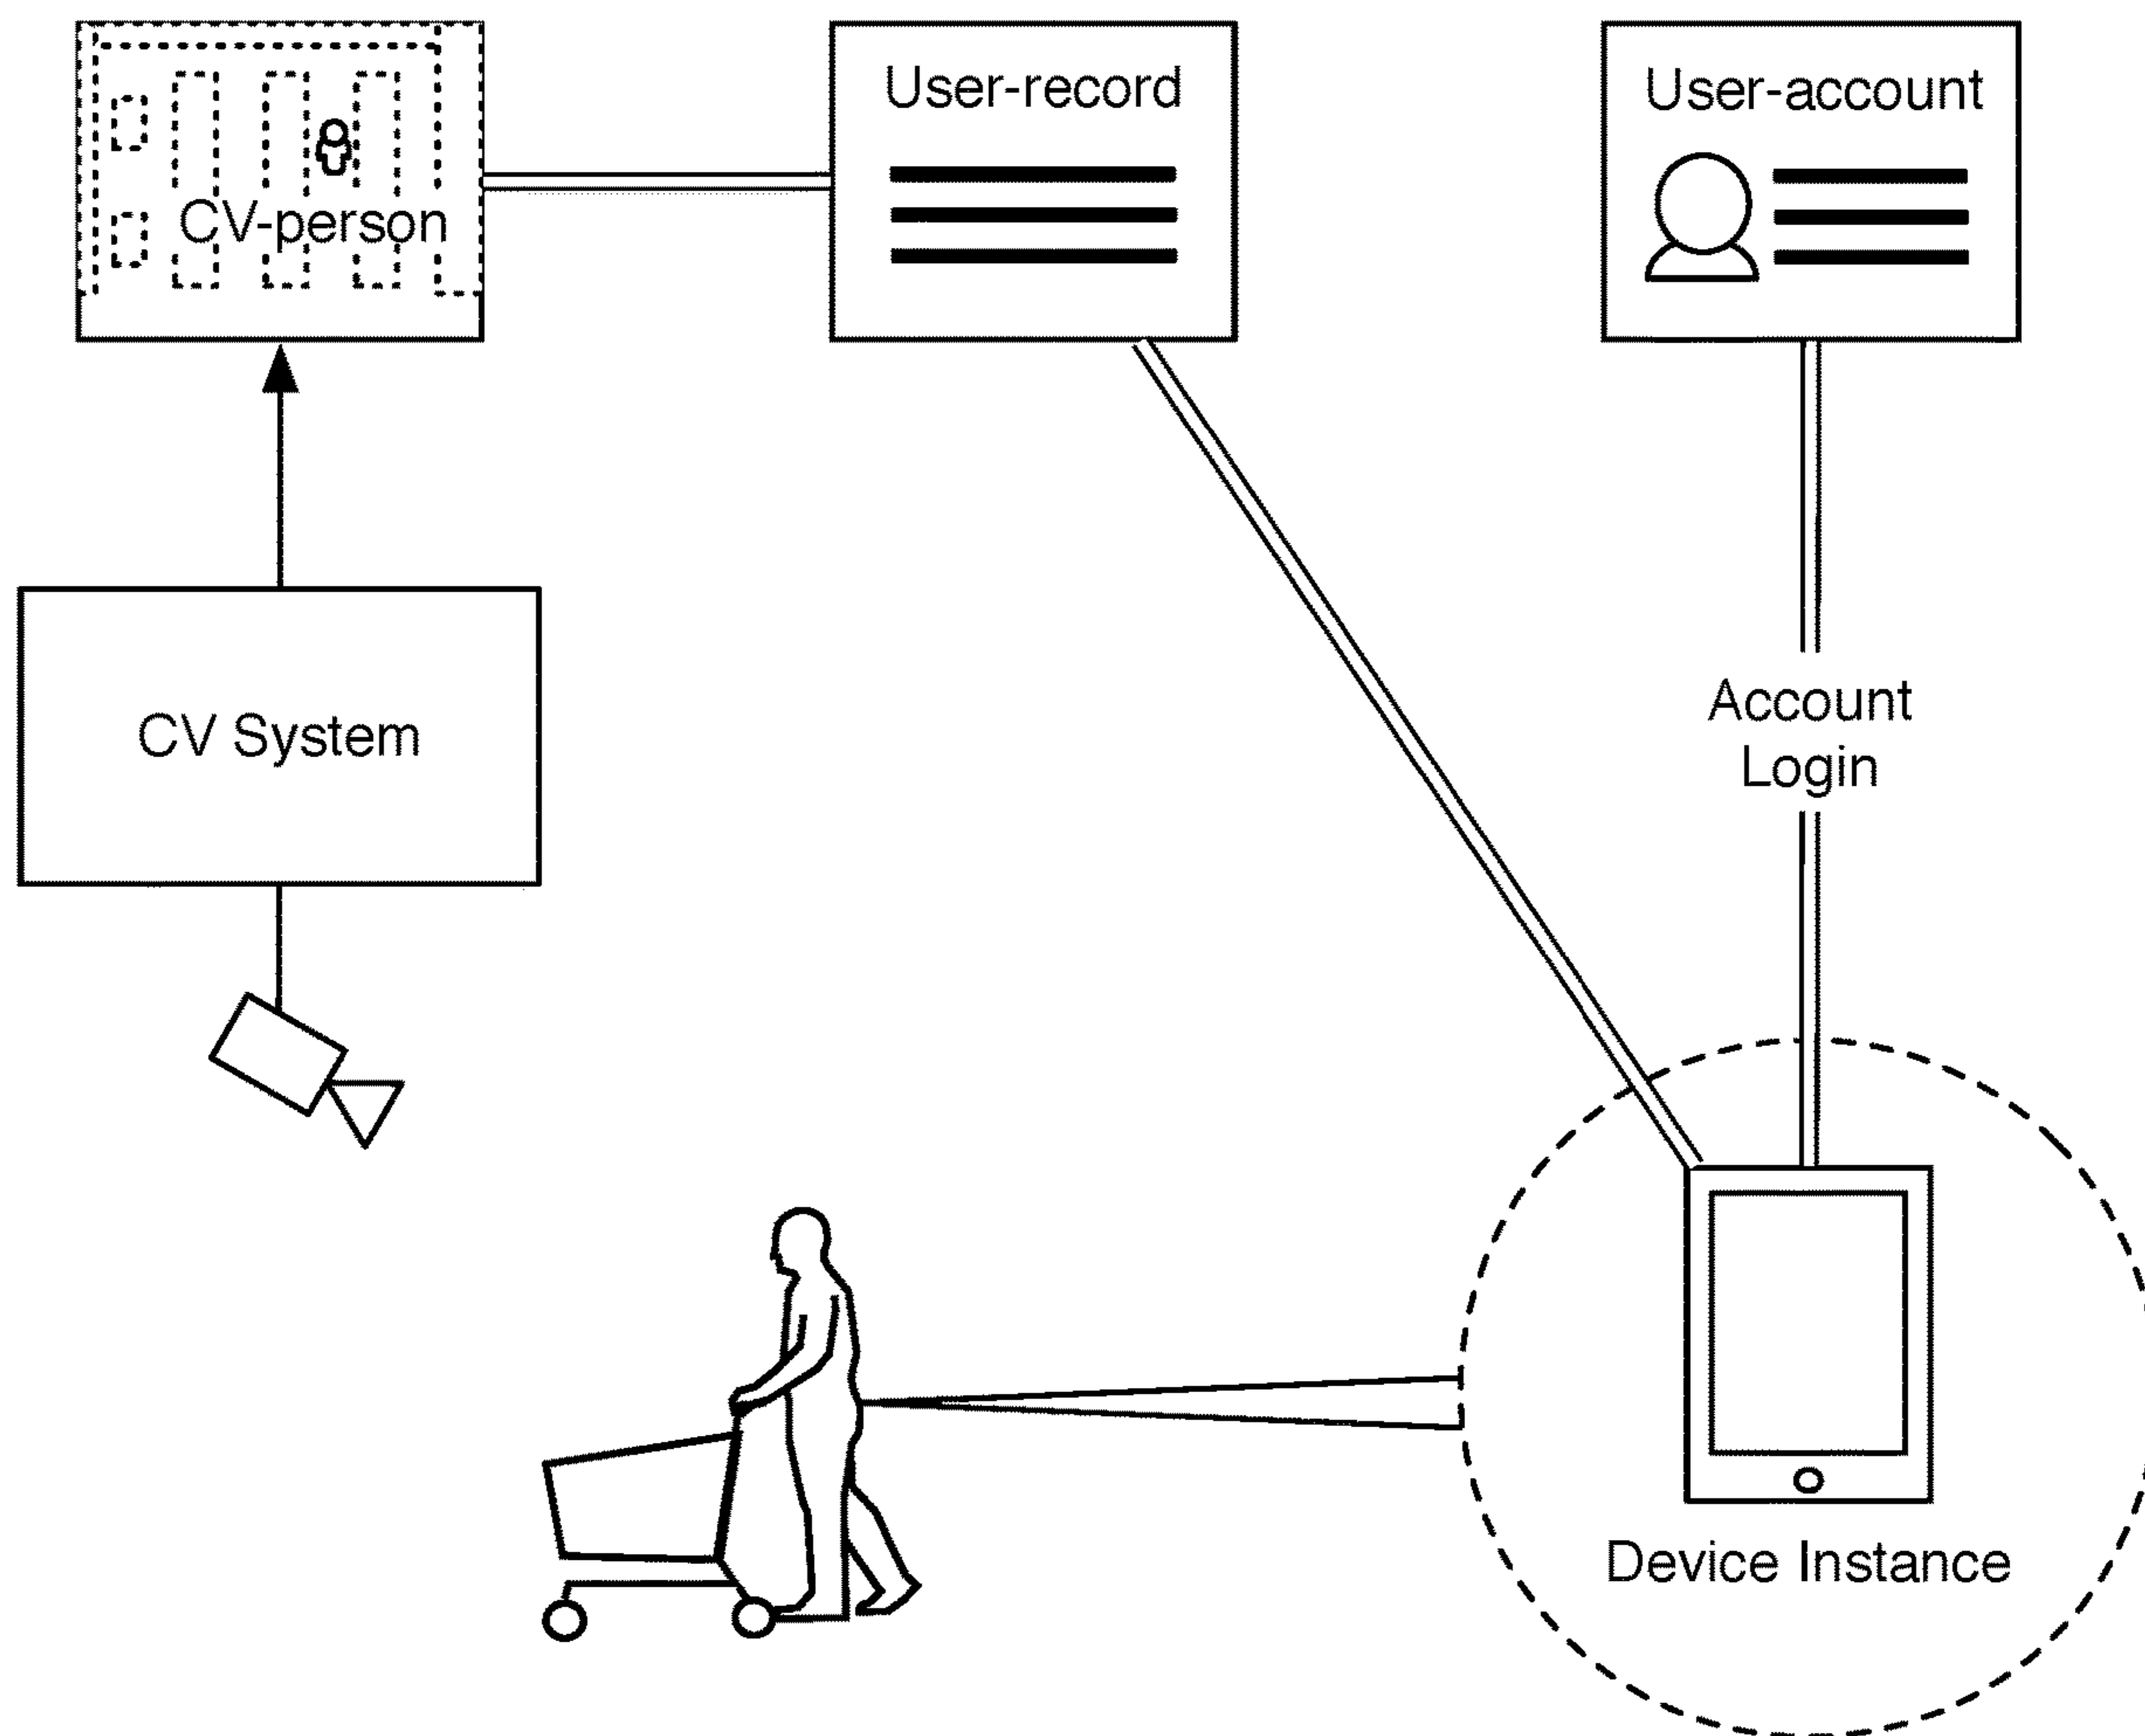 CV-person
User-record
User-account
CV System
Account
Login
Device Instance